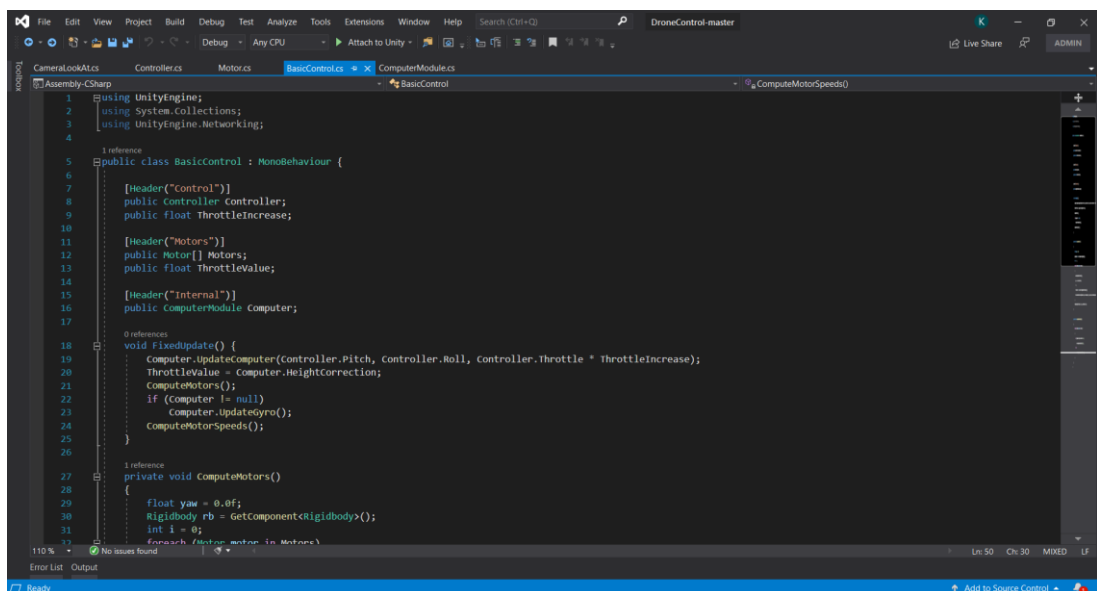 File Edit View Project Build Debug Test Analyze Tools Extensions Window Help Search (Ctrl+Q) DroneControl-master K
Debug Any CPU Attach to Unity Live Share ADMIN
Toolbox
CameraLookAt.cs Controller.cs Motor.cs BasicControl.cs ComputerModule.cs
Assembly-CSharp BasicControl ComputeMotorSpeeds()
1 using UnityEngine;
2 using System.Collections;
3 using UnityEngine.Networking;
4
1 reference
5 public class BasicControl : MonoBehaviour {
6
7 [Header("Control")]
8 public Controller Controller;
9 public float ThrottleIncrease;
10
11 [Header("Motors")]
12 public Motor[] Motors;
13 public float ThrottleValue;
14
15 [Header("Internal")]
16 public ComputerModule Computer;
17
0 references
18 void FixedUpdate() {
19 Computer.UpdateComputer(Controller.Pitch, Controller.Roll, Controller.Throttle * ThrottleIncrease);
20 ThrottleValue = Computer.HeightCorrection;
21 ComputeMotors();
22 if (Computer != null)
23 Computer.UpdateGyro();
24 ComputeMotorSpeeds();
25 }
26
1 reference
27 private void ComputeMotors()
28 {
29 float yaw = 0.0f;
30 Rigidbody rb = GetComponent<Rigidbody>();
31 int i = 0;
32 foreach (Motor motor in Motors)
110 % No issues found Ln: 50 Ch: 30 MIXED LF
Error List Output
Ready Add to Source Control